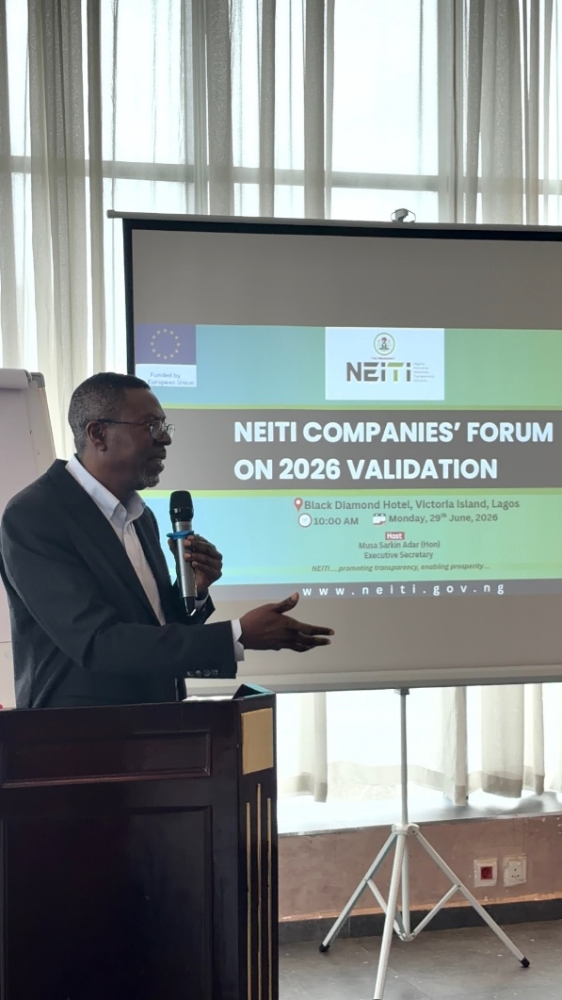 Funded by
European Union
NEITI
NEITI COMPANIES' FORUM
ON 2026 VALIDATION
Black Diamond Hotel, Victoria Island, Lagos
10:00 AM Monday, 29th June, 2026
Host
Musa Sarkin Adar (Hon)
Executive Secretary
NEITI.....promoting transparency, enabling prosperity....
www.neiti.gov.ng